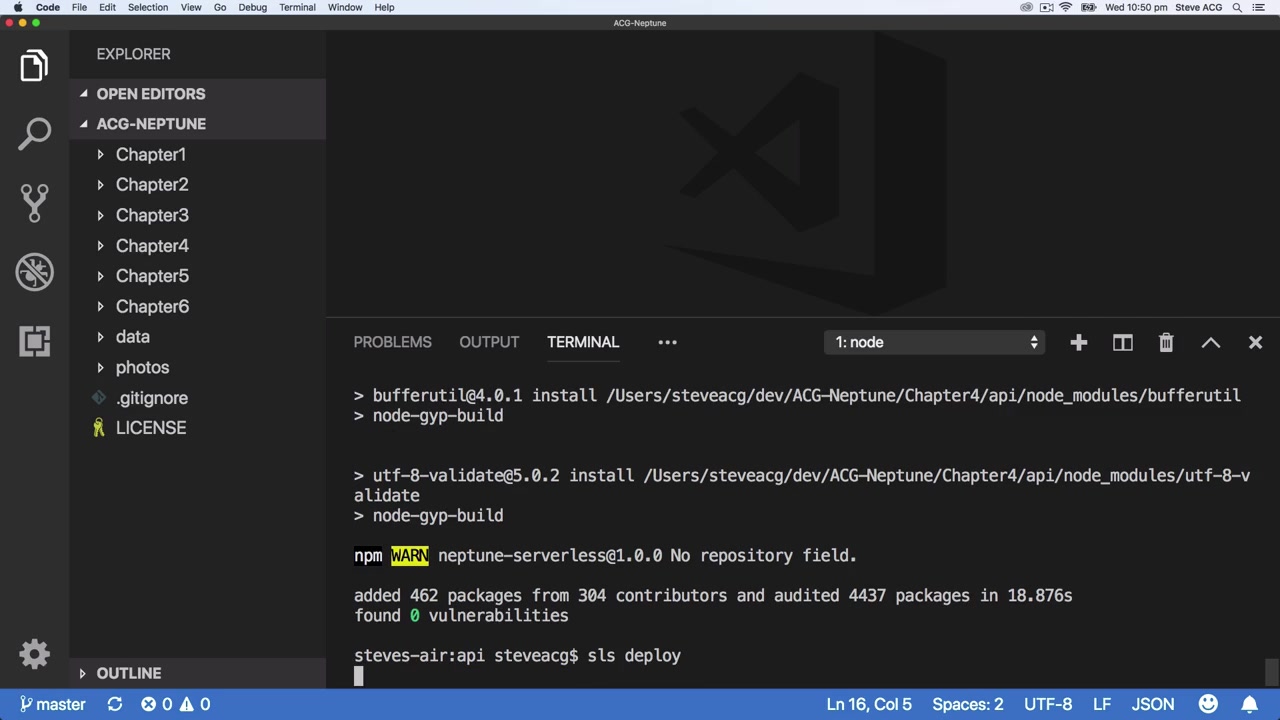 Code File Edit Selection View Go Debug Terminal Window Help Wed 10:50 pm Steve ACG
ACG-Neptune
EXPLORER
OPEN EDITORS
ACG-NEPTUNE
Chapter1
Chapter2
Chapter3
Chapter4
Chapter5
Chapter6
data
photos
.gitignore
LICENSE
OUTLINE
PROBLEMS OUTPUT TERMINAL ••• 1: node
> bufferutil@4.0.1 install /Users/steveacg/dev/ACG-Neptune/Chapter4/api/node_modules/bufferutil
> node-gyp-build
> utf-8-validate@5.0.2 install /Users/steveacg/dev/ACG-Neptune/Chapter4/api/node_modules/utf-8-v
alidate
> node-gyp-build
npm WARN neptune-serverless@1.0.0 No repository field.
added 462 packages from 304 contributors and audited 4437 packages in 18.876s
found 0 vulnerabilities
steves-air:api steveacg$ sls deploy
master 0 0 Ln 16, Col 5 Spaces: 2 UTF-8 LF JSON